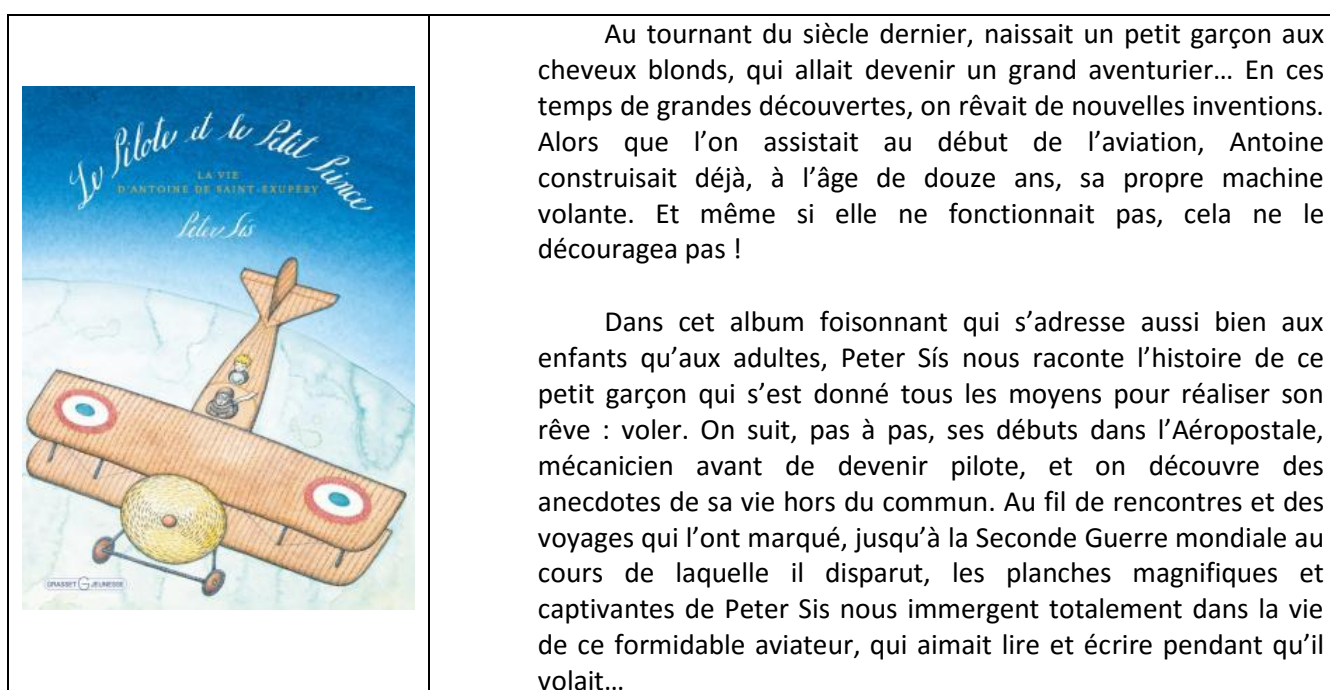 Le Pilote et le Petit Prince
LA VIE
D'ANTOINE DE SAINT-EXUPÉRY
Peter Sís
GRASSET G JEUNESSE
Au tournant du siècle dernier, naissait un petit garçon aux
cheveux blonds, qui allait devenir un grand aventurier… En ces
temps de grandes découvertes, on rêvait de nouvelles inventions.
Alors que l’on assistait au début de l’aviation, Antoine
construisait déjà, à l’âge de douze ans, sa propre machine
volante. Et même si elle ne fonctionnait pas, cela ne le
découragea pas !
Dans cet album foisonnant qui s’adresse aussi bien aux
enfants qu’aux adultes, Peter Sís nous raconte l’histoire de ce
petit garçon qui s’est donné tous les moyens pour réaliser son
rêve : voler. On suit, pas à pas, ses débuts dans l’Aéropostale,
mécanicien avant de devenir pilote, et on découvre des
anecdotes de sa vie hors du commun. Au fil de rencontres et des
voyages qui l’ont marqué, jusqu’à la Seconde Guerre mondiale au
cours de laquelle il disparut, les planches magnifiques et
captivantes de Peter Sis nous immergent totalement dans la vie
de ce formidable aviateur, qui aimait lire et écrire pendant qu’il
volait…